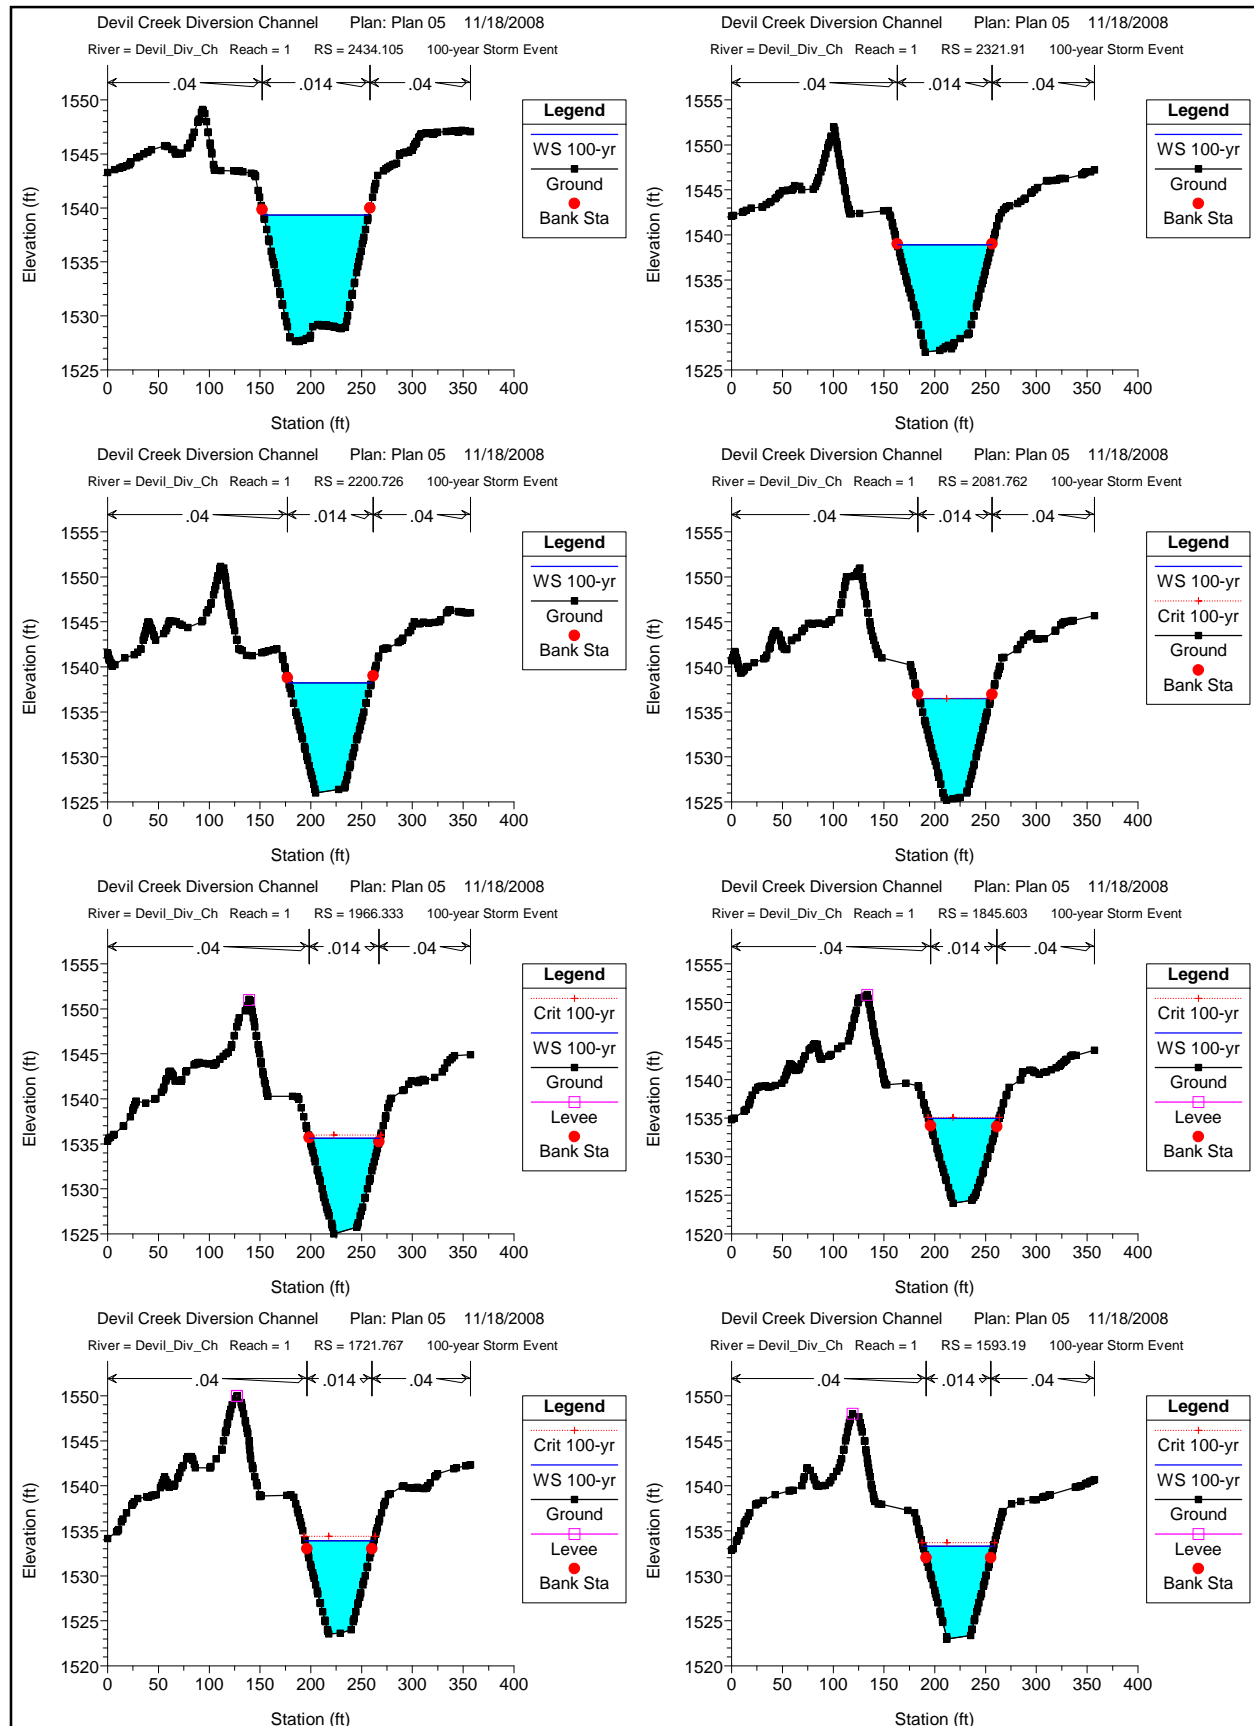 Devil Creek Diversion Channel Plan: Plan 05 11/18/2008
River = Devil_Div_Ch Reach = 1 RS = 2434.105 100-year Storm Event
.04 .014 .04
1550
1545
1540
1535
1530
1525
0 50 100 150 200 250 300 350 400
Station (ft)
Elevation (ft)
Legend
WS 100-yr
Ground
Bank Sta
Devil Creek Diversion Channel Plan: Plan 05 11/18/2008
River = Devil_Div_Ch Reach = 1 RS = 2321.91 100-year Storm Event
.04 .014 .04
1555
1550
1545
1540
1535
1530
1525
0 50 100 150 200 250 300 350 400
Station (ft)
Elevation (ft)
Legend
WS 100-yr
Ground
Bank Sta
Devil Creek Diversion Channel Plan: Plan 05 11/18/2008
River = Devil_Div_Ch Reach = 1 RS = 2200.726 100-year Storm Event
.04 .014 .04
1555
1550
1545
1540
1535
1530
1525
0 50 100 150 200 250 300 350 400
Station (ft)
Elevation (ft)
Legend
WS 100-yr
Ground
Bank Sta
Devil Creek Diversion Channel Plan: Plan 05 11/18/2008
River = Devil_Div_Ch Reach = 1 RS = 2081.762 100-year Storm Event
.04 .014 .04
1555
1550
1545
1540
1535
1530
1525
0 50 100 150 200 250 300 350 400
Station (ft)
Elevation (ft)
Legend
WS 100-yr
Crit 100-yr
Ground
Bank Sta
Devil Creek Diversion Channel Plan: Plan 05 11/18/2008
River = Devil_Div_Ch Reach = 1 RS = 1966.333 100-year Storm Event
.04 .014 .04
1555
1550
1545
1540
1535
1530
1525
0 50 100 150 200 250 300 350 400
Station (ft)
Elevation (ft)
Legend
Crit 100-yr
WS 100-yr
Ground
Levee
Bank Sta
Devil Creek Diversion Channel Plan: Plan 05 11/18/2008
River = Devil_Div_Ch Reach = 1 RS = 1845.603 100-year Storm Event
.04 .014 .04
1555
1550
1545
1540
1535
1530
1525
1520
0 50 100 150 200 250 300 350 400
Station (ft)
Elevation (ft)
Legend
Crit 100-yr
WS 100-yr
Ground
Levee
Bank Sta
Devil Creek Diversion Channel Plan: Plan 05 11/18/2008
River = Devil_Div_Ch Reach = 1 RS = 1721.767 100-year Storm Event
.04 .014 .04
1550
1545
1540
1535
1530
1525
1520
0 50 100 150 200 250 300 350 400
Station (ft)
Elevation (ft)
Legend
Crit 100-yr
WS 100-yr
Ground
Levee
Bank Sta
Devil Creek Diversion Channel Plan: Plan 05 11/18/2008
River = Devil_Div_Ch Reach = 1 RS = 1593.19 100-year Storm Event
.04 .014 .04
1550
1545
1540
1535
1530
1525
1520
0 50 100 150 200 250 300 350 400
Station (ft)
Elevation (ft)
Legend
Crit 100-yr
WS 100-yr
Ground
Levee
Bank Sta